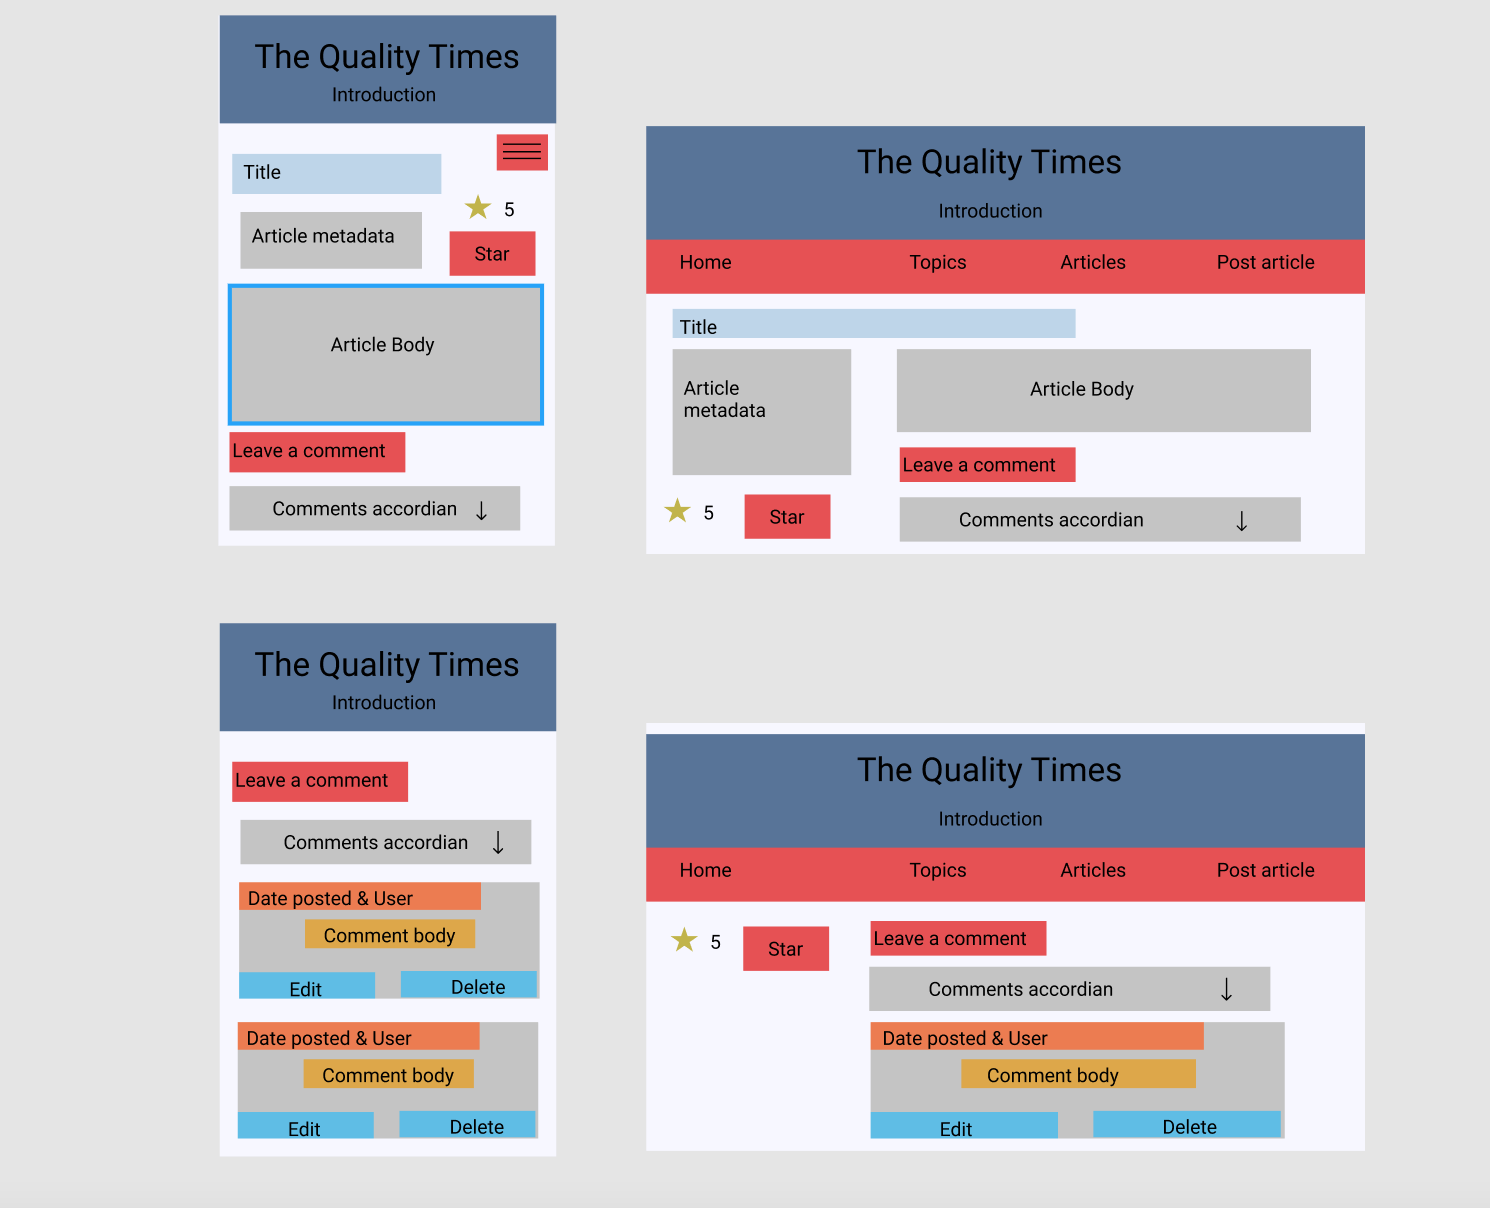 The Quality Times
Introduction
Title
5
Article metadata
Star
Article Body
Leave a comment
Comments accordian ↓
The Quality Times
Introduction
Home Topics Articles Post article
Title
Article
metadata
Article Body
Leave a comment
5 Star
Comments accordian ↓
The Quality Times
Introduction
Leave a comment
Comments accordian ↓
Date posted & User
Comment body
Edit Delete
Date posted & User
Comment body
Edit Delete
The Quality Times
Introduction
Home Topics Articles Post article
5 Star
Leave a comment
Comments accordian ↓
Date posted & User
Comment body
Edit Delete